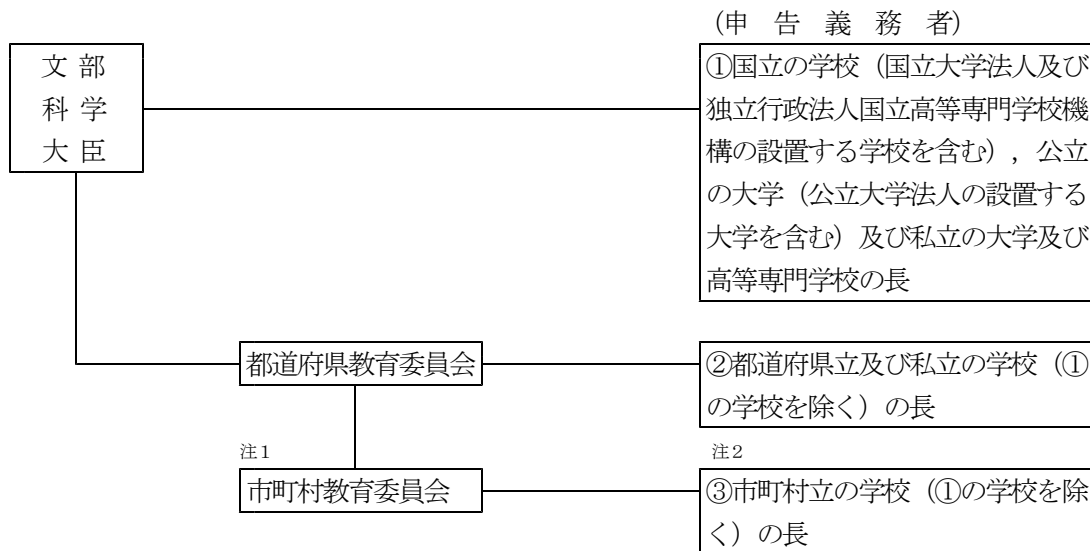 (申 告 義 務 者)
文 部
科 学
大 臣
①国立の学校（国立大学法人及び
独立行政法人国立高等専門学校機
構の設置する学校を含む），公立
の大学（公立大学法人の設置する
大学を含む）及び私立の大学及び
高等専門学校の長
都道府県教育委員会
②都道府県立及び私立の学校（①
の学校を除く）の長
注１
市町村教育委員会
注２
③市町村立の学校（①の学校を除
く）の長